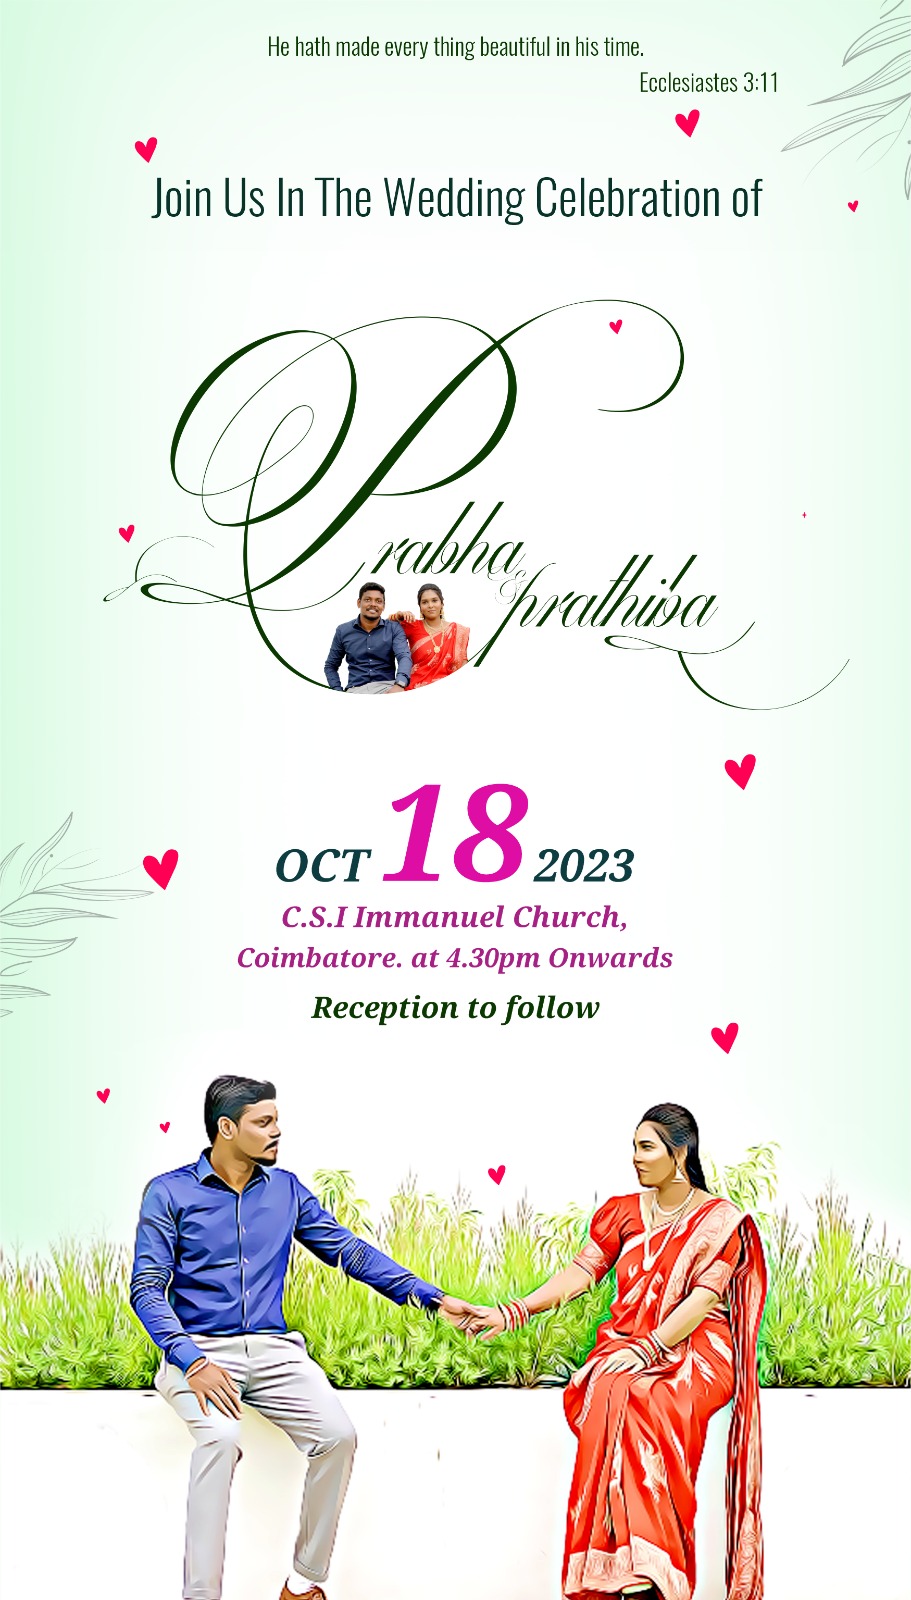 He hath made every thing beautiful in his time.
Ecclesiastes 3:11
Join Us In The Wedding Celebration of
Prabha
&
prathiba
OCT 18 2023
C.S.I Immanuel Church,
Coimbatore. at 4.30pm Onwards
Reception to follow